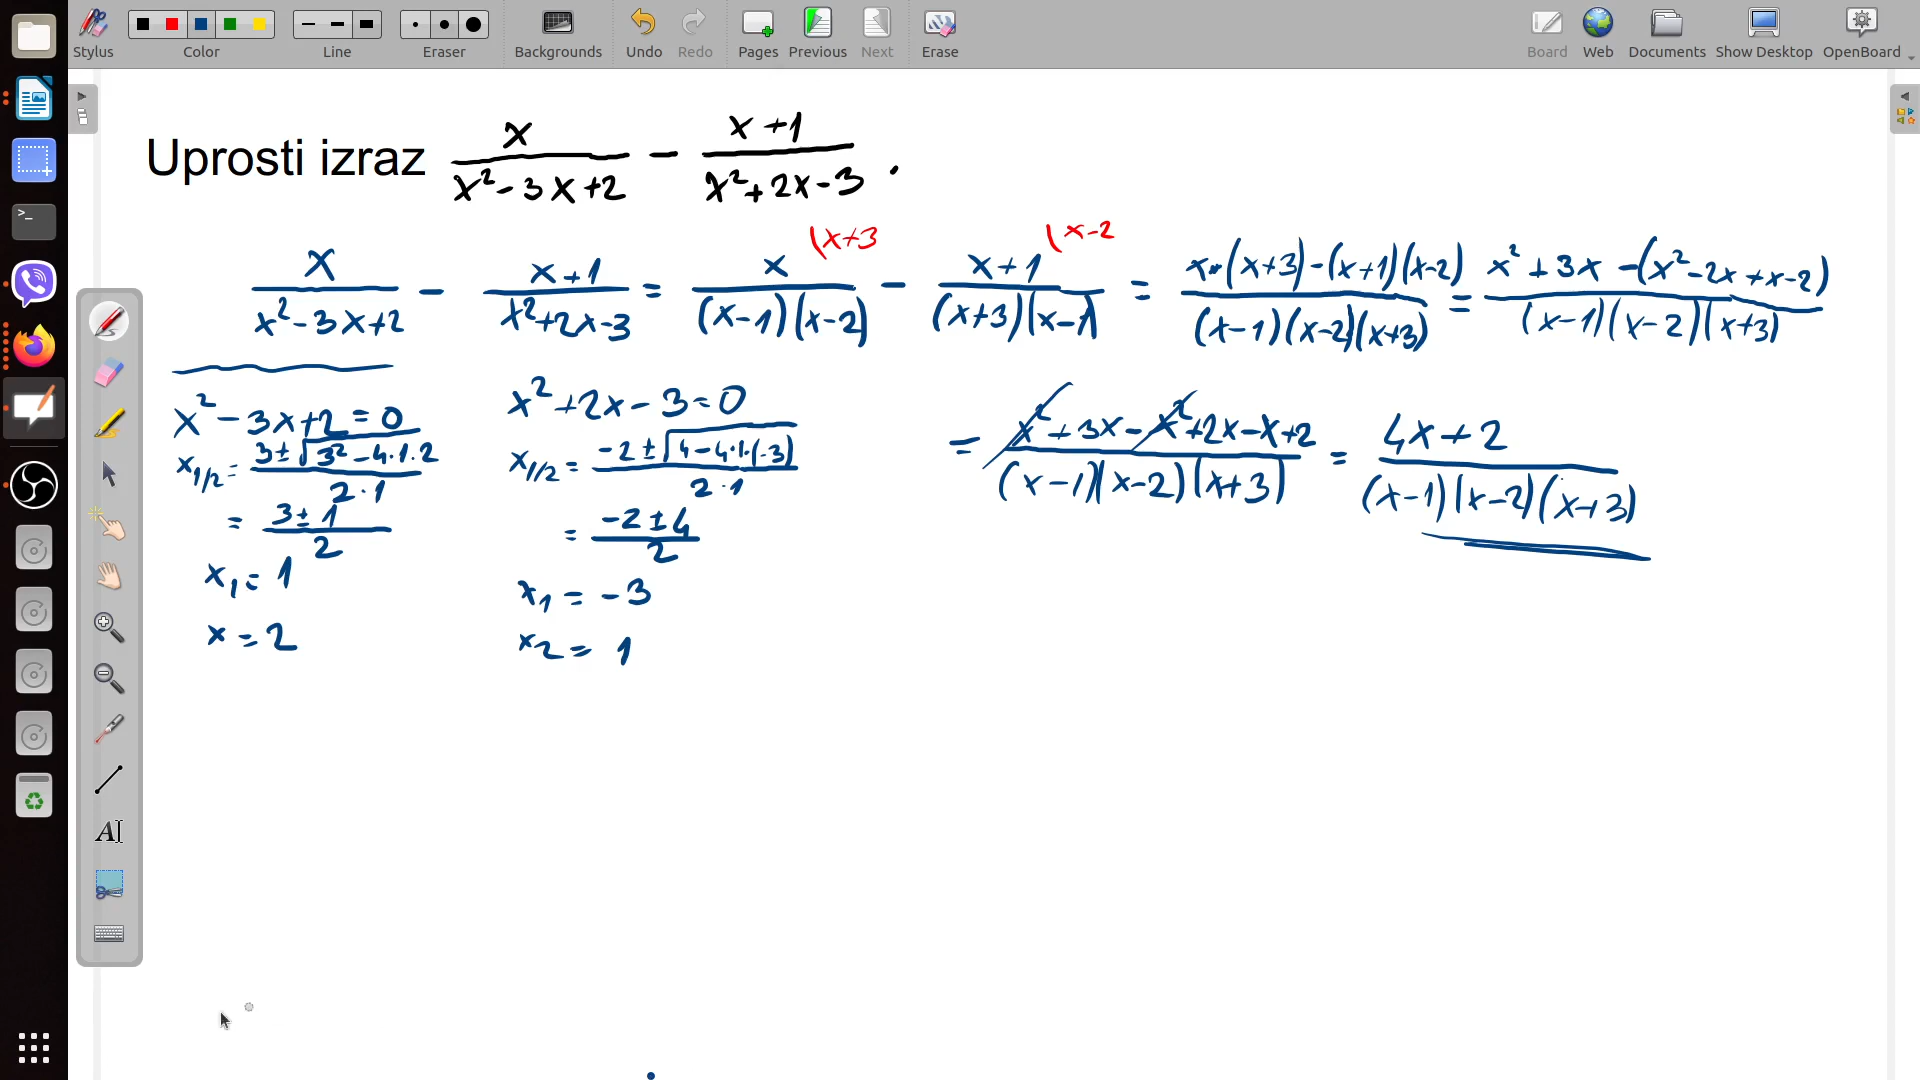 Stylus Color Line Eraser Backgrounds Undo Redo Pages Previous Next Erase Board Web Documents Show Desktop OpenBoard
Uprosti izraz x/(x²-3x+2) - (x+1)/(x²+2x-3).
x/(x²-3x+2) - (x+1)/(x²+2x-3) = x/((x-1)(x-2)) (x+3 - (x+1)/((x+3)(x-1)) (x-2 = (x·(x+3)-(x+1)(x-2))/((x-1)(x-2)(x+3)) = (x²+3x-(x²-2x+x-2))/((x-1)(x-2)(x+3))
= (x²+3x-x²+2x-x+2)/((x-1)(x-2)(x+3)) = (4x+2)/((x-1)(x-2)(x+3))
x²-3x+2=0
x1/2 = (3±√(3²-4·1·2))/(2·1)
= (3±1)/2
x1 = 1
x = 2
x²+2x-3=0
x1/2 = (-2±√(4-4·1·(-3)))/(2·1)
= (-2±4)/2
x1 = -3
x2 = 1